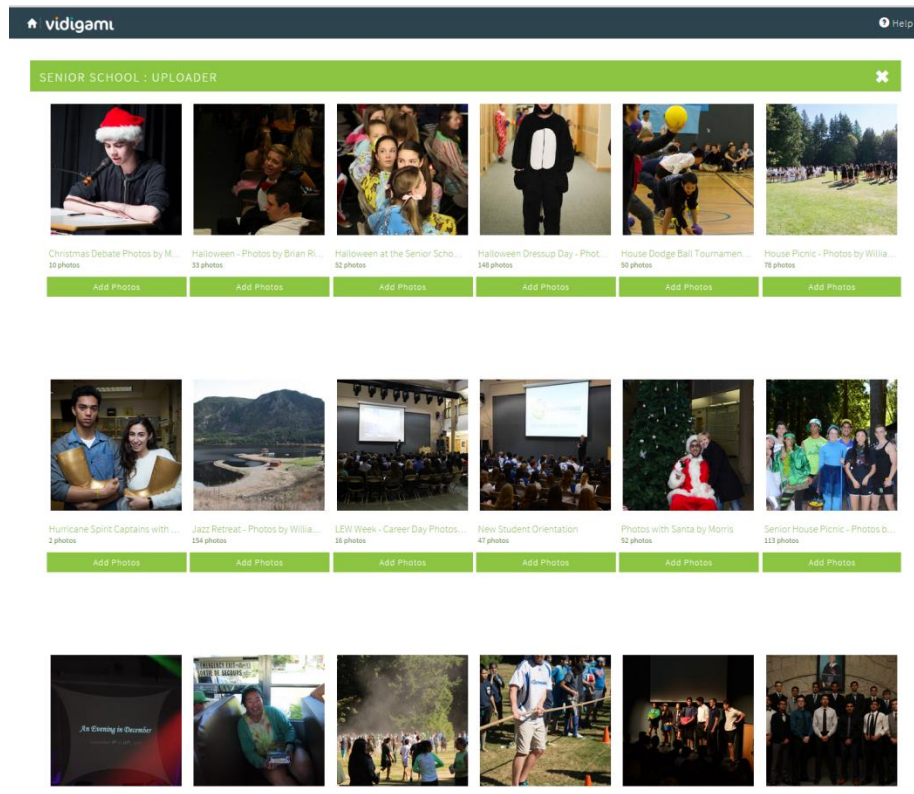 vidigami
Help
SENIOR SCHOOL : UPLOADER
Christmas Debate Photos by M...
10 photos
Add Photos
Halloween - Photos by Brian Ri...
33 photos
Add Photos
Halloween at the Senior Scho...
52 photos
Add Photos
Halloween Dressup Day - Phot...
148 photos
Add Photos
House Dodge Ball Tournamen...
50 photos
Add Photos
House Picnic - Photos by Willia...
78 photos
Add Photos
Hurricane Spirit Captains with ...
2 photos
Add Photos
Jazz Retreat - Photos by Willia...
154 photos
Add Photos
LEW Week - Career Day Photos...
16 photos
Add Photos
New Student Orientation
47 photos
Add Photos
Photos with Santa by Morris
52 photos
Add Photos
Senior House Picnic - Photos b...
113 photos
Add Photos
An Evening in December